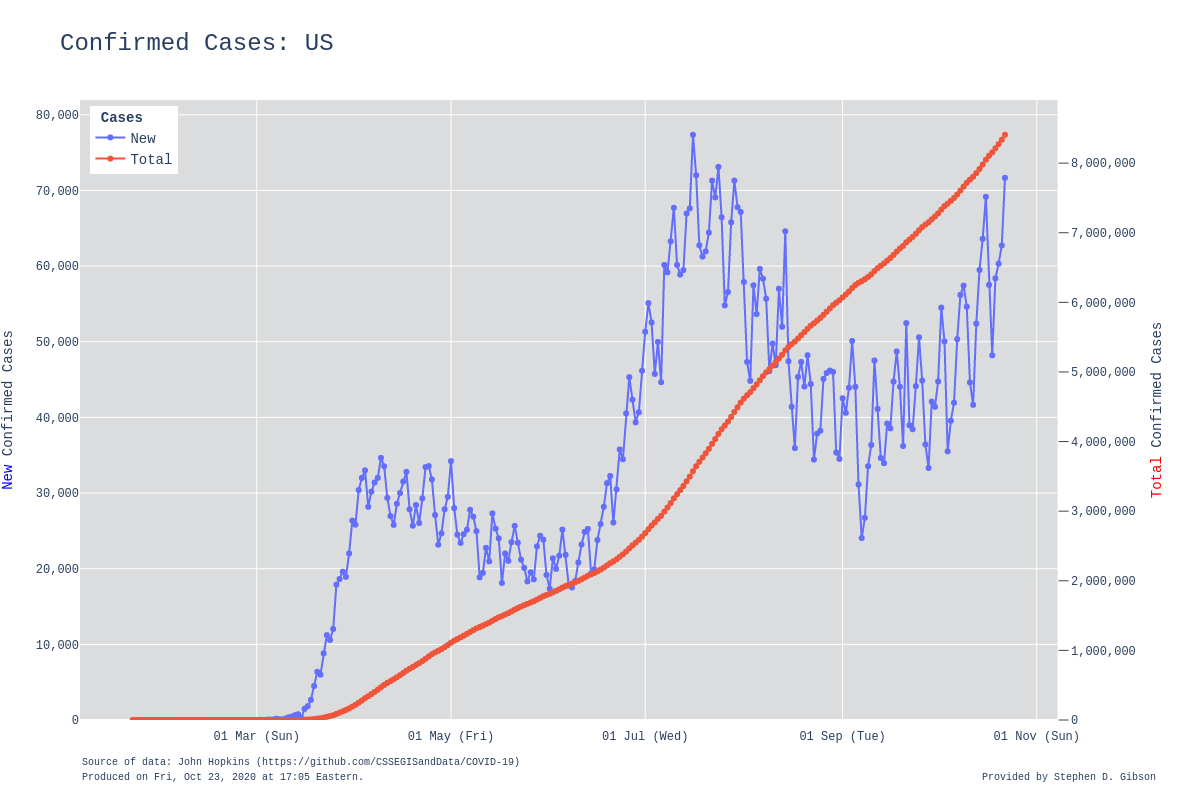 Confirmed Cases: US
Cases
New
Total
80,000
70,000
60,000
50,000
40,000
30,000
20,000
10,000
0
New Confirmed Cases
8,000,000
7,000,000
6,000,000
5,000,000
4,000,000
3,000,000
2,000,000
1,000,000
0
Total Confirmed Cases
01 Mar (Sun) 01 May (Fri) 01 Jul (Wed) 01 Sep (Tue) 01 Nov (Sun)
Source of data: John Hopkins (https://github.com/CSSEGISandData/COVID-19)
Produced on Fri, Oct 23, 2020 at 17:05 Eastern.
Provided by Stephen D. Gibson